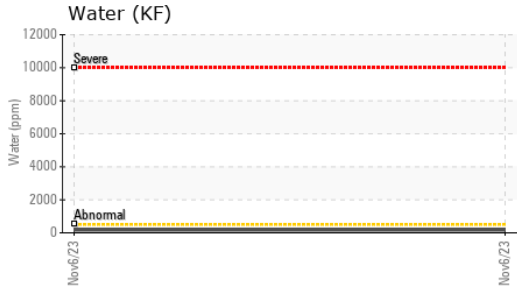 Water (KF)
12000
Severe
10000
8000
Water (ppm)
6000
4000
2000
Abnormal
0
Nov6/23
Nov6/23